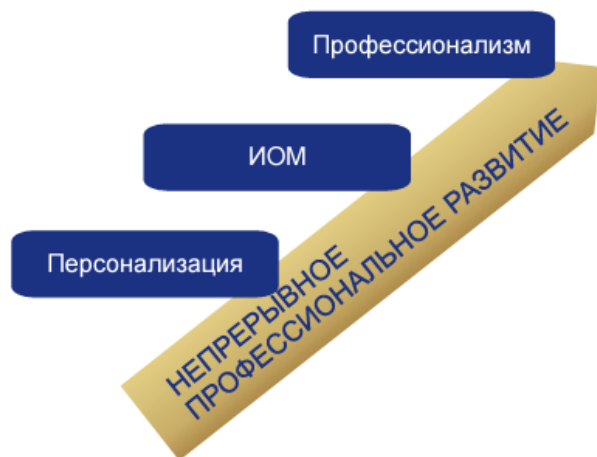 Профессионализм
ИОМ
Персонализация
НЕПРЕРЫВНОЕ
ПРОФЕССИОНАЛЬНОЕ РАЗВИТИЕ